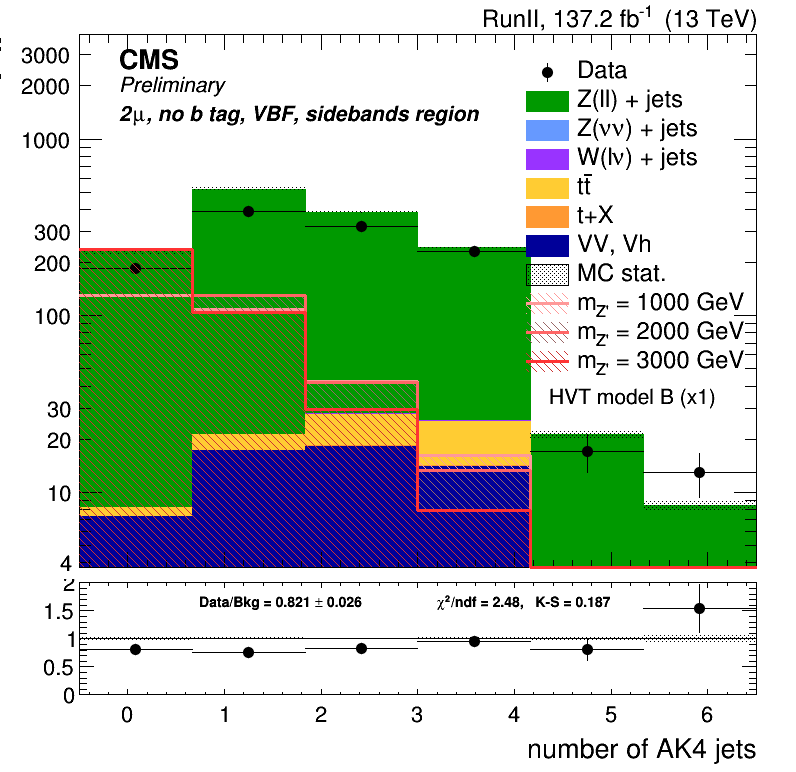 RunII, 137.2 fb⁻¹ (13 TeV)
CMS
Preliminary
2μ, no b tag, VBF, sidebands region
Data
Z(ll) + jets
Z(νν) + jets
W(lν) + jets
tt̄
t+X
VV, Vh
MC stat.
m_Z' = 1000 GeV
m_Z' = 2000 GeV
m_Z' = 3000 GeV
HVT model B (x1)
3000
2000
1000
300
200
100
30
20
10
4
Data/Bkg = 0.821 ± 0.026 χ²/ndf = 2.48, K-S = 0.187
2
1.5
1
0.5
0
0 1 2 3 4 5 6
number of AK4 jets